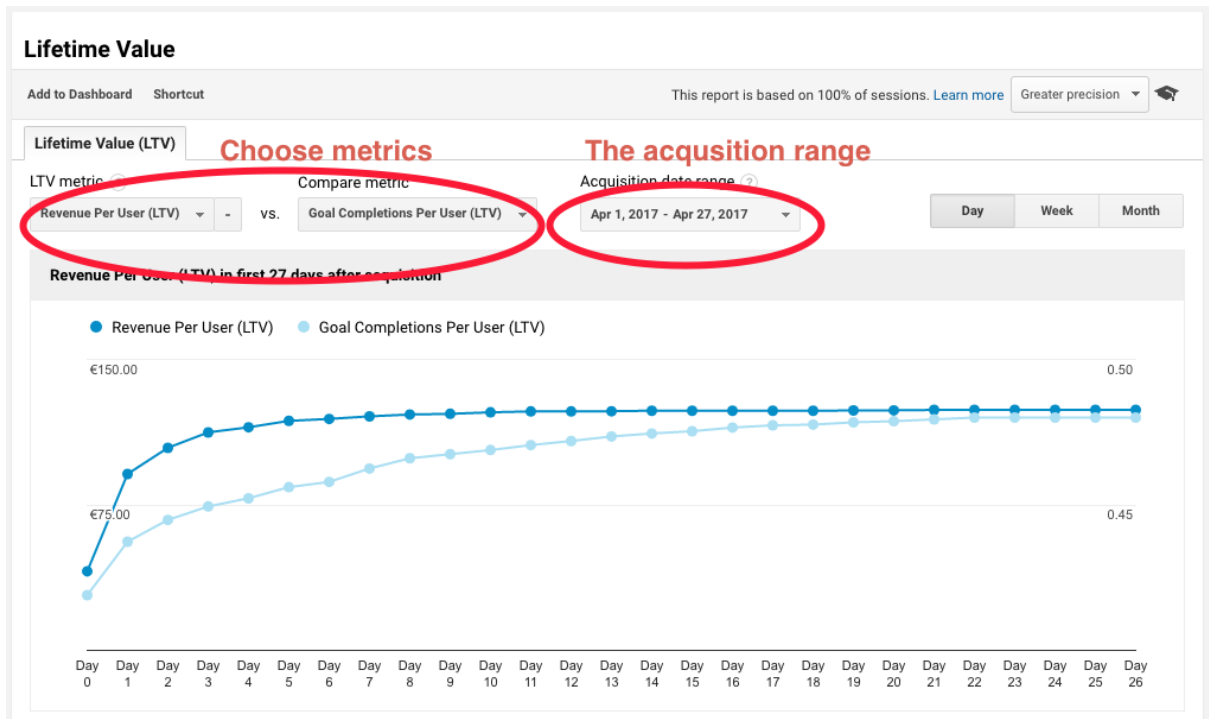 Lifetime Value
Add to Dashboard Shortcut This report is based on 100% of sessions. Learn more Greater precision
Lifetime Value (LTV) Choose metrics The acqusition range
LTV metric Compare metric Acquisition date range ?
Revenue Per User (LTV) - vs. Goal Completions Per User (LTV) Apr 1, 2017 - Apr 27, 2017 Day Week Month
Revenue Per User (LTV) in first 27 days after acquisition
Revenue Per User (LTV) Goal Completions Per User (LTV)
€150.00 0.50
€75.00 0.45
Day Day Day Day Day Day Day Day Day Day Day Day Day Day Day Day Day Day Day Day Day Day Day Day Day Day Day
0 1 2 3 4 5 6 7 8 9 10 11 12 13 14 15 16 17 18 19 20 21 22 23 24 25 26